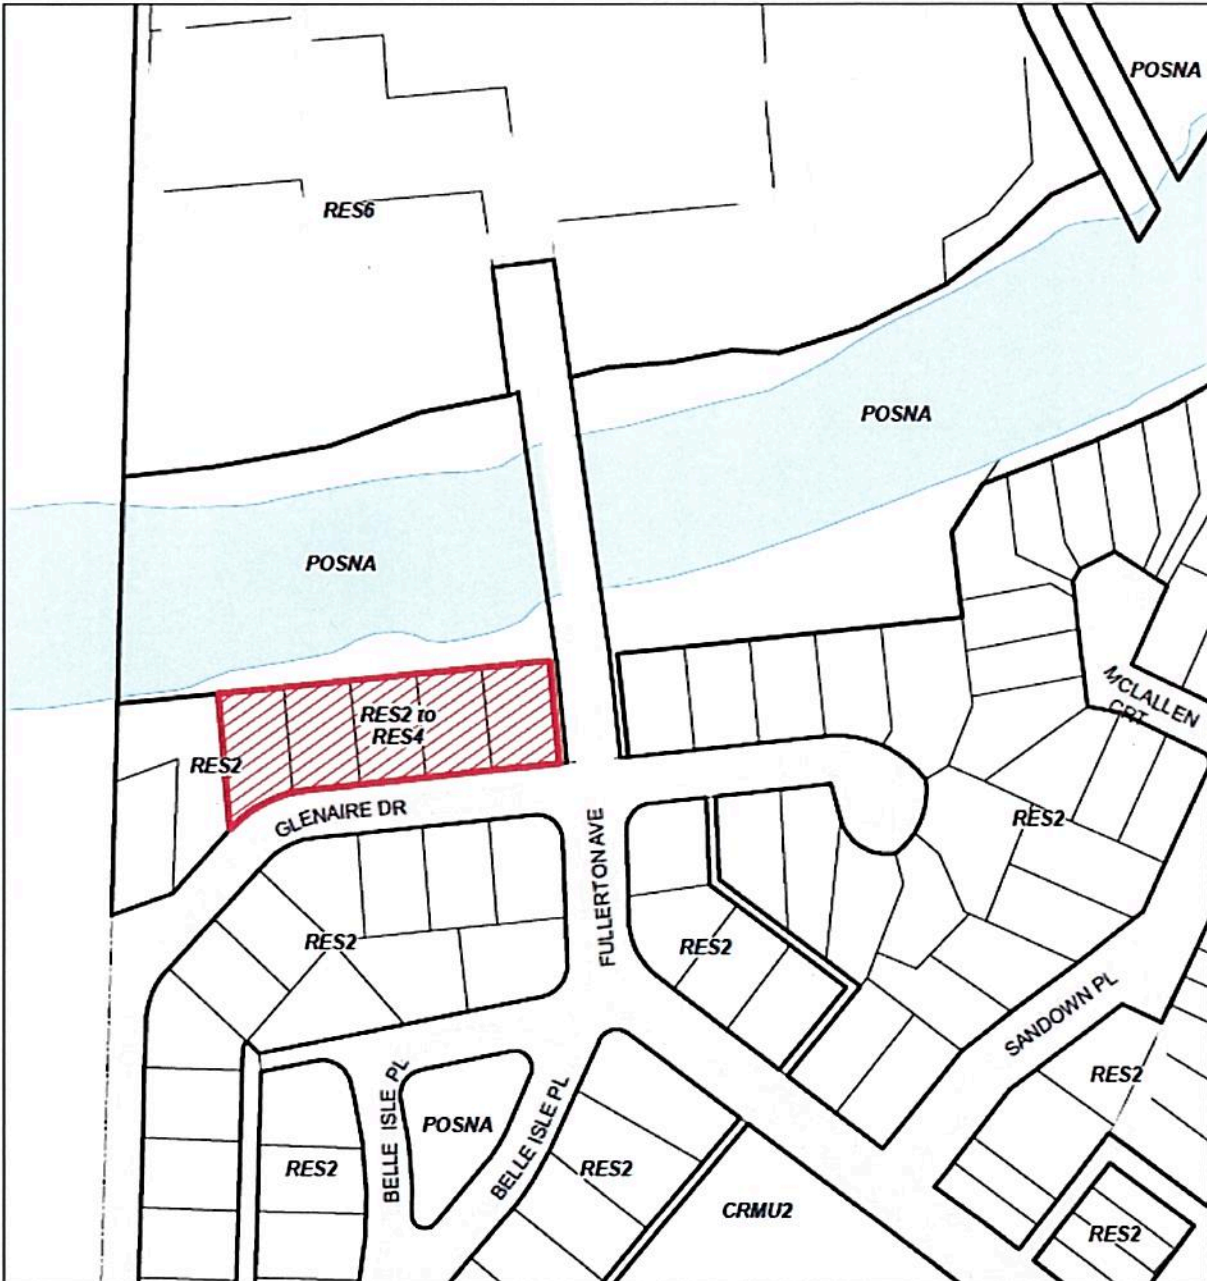 POSNA
RES6
POSNA
POSNA
RES2 to
RES4
RES2
MCLALLEN
CRT
GLENAIRE DR
RES2
FULLERTON AVE
RES2
RES2
SANDOWN PL
BELLE ISLE PL
RES2
POSNA
BELLE ISLE PL
RES2
RES2
CRMU2
RES2